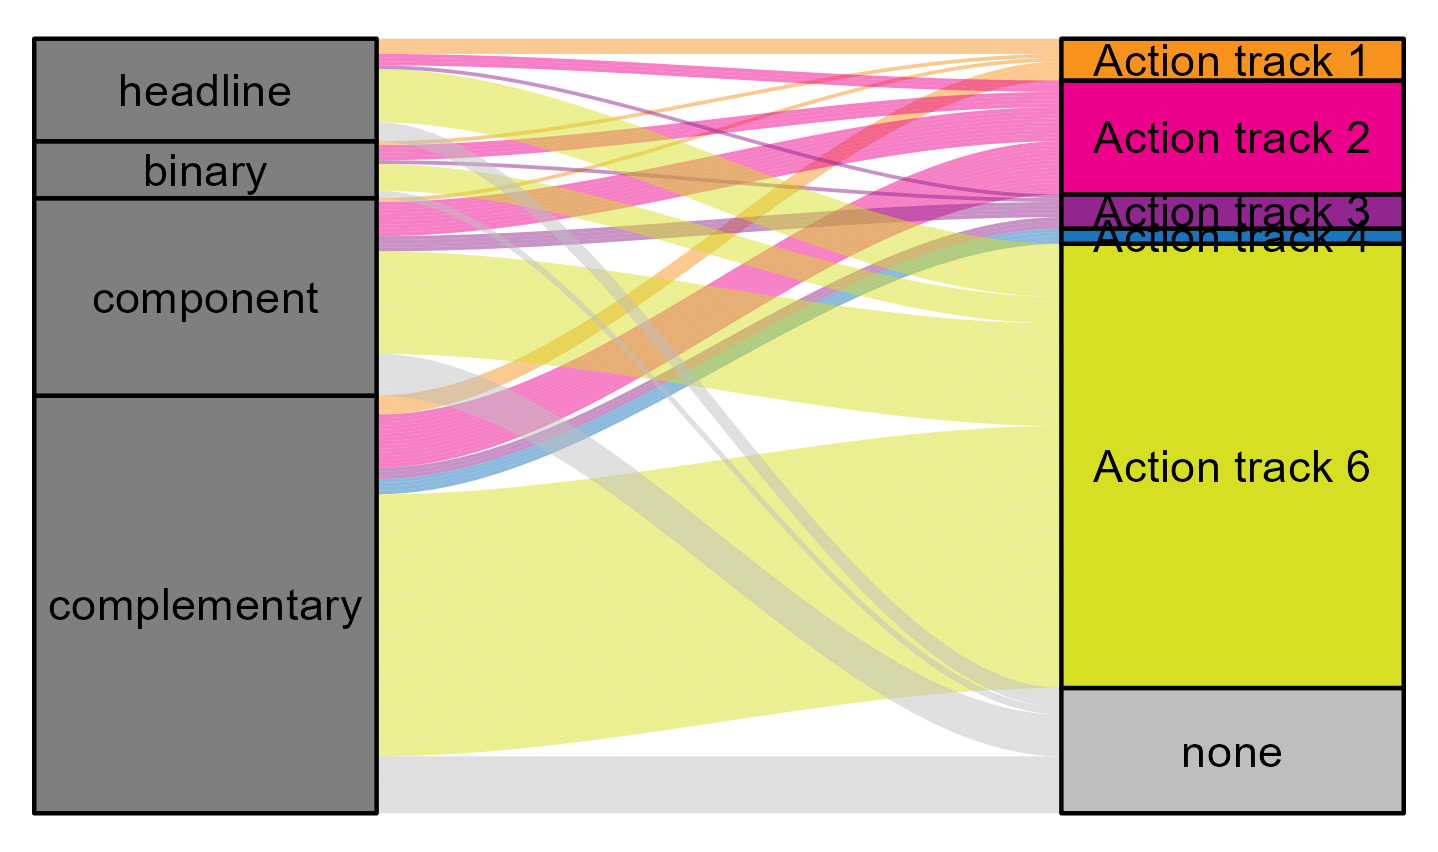 headline
binary
component
complementary
Action track 1
Action track 2
Action track 3
Action track 4
Action track 6
none